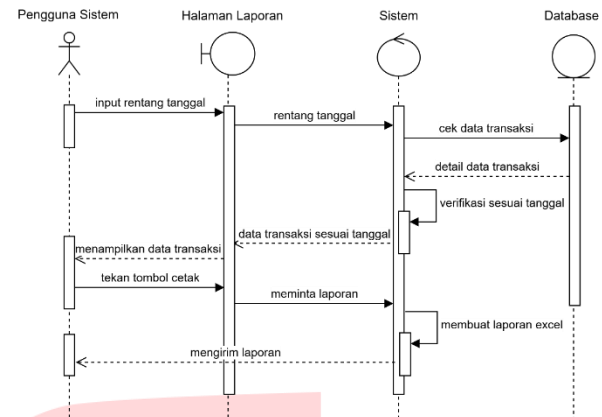 Pengguna Sistem
Halaman Laporan
Sistem
Database
input rentang tanggal
rentang tanggal
cek data transaksi
detail data transaksi
verifikasi sesuai tanggal
data transaksi sesuai tanggal
menampilkan data transaksi
tekan tombol cetak
meminta laporan
membuat laporan excel
mengirim laporan